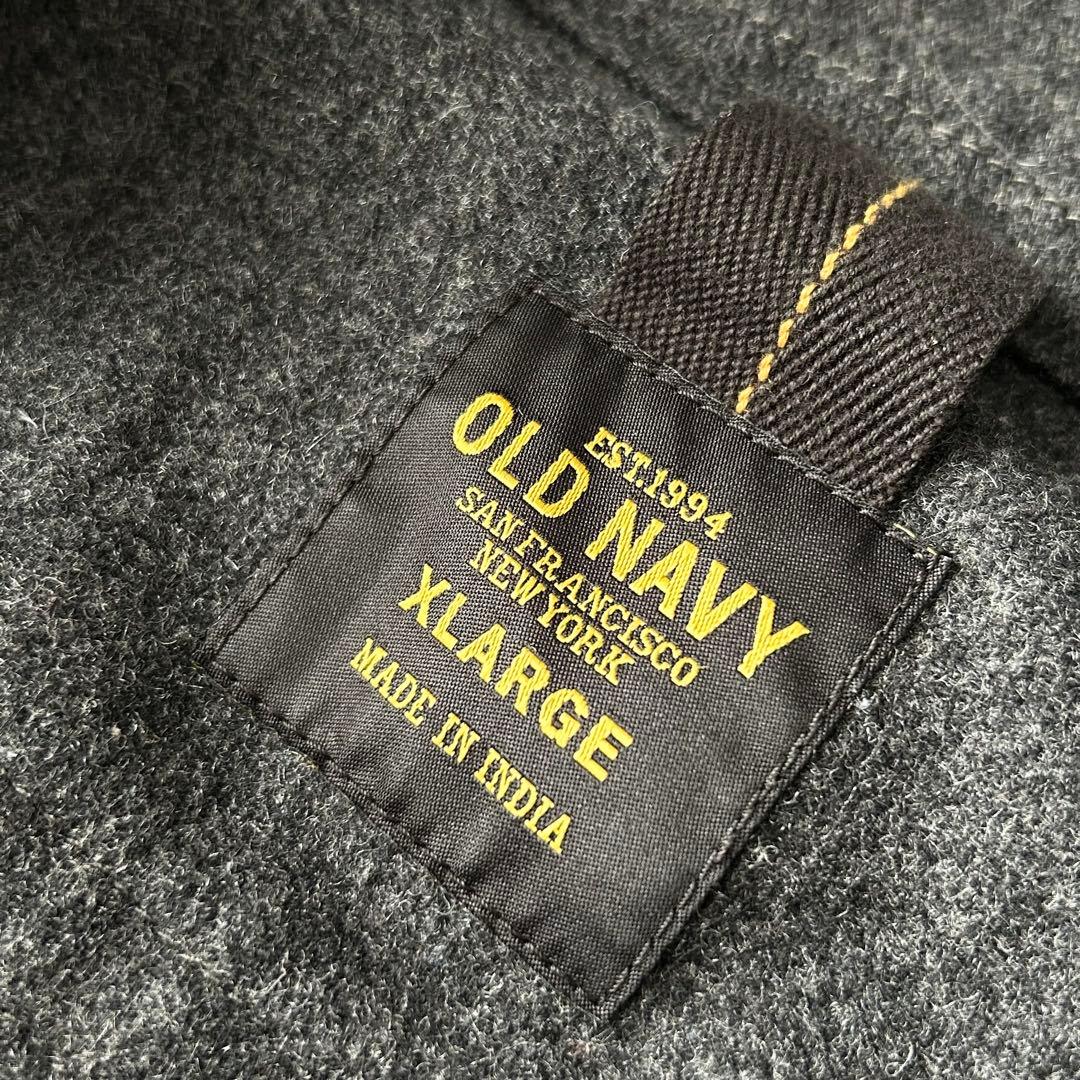 EST.1994
OLD NAVY
SAN FRANCISCO
NEW YORK
XLARGE
MADE IN INDIA